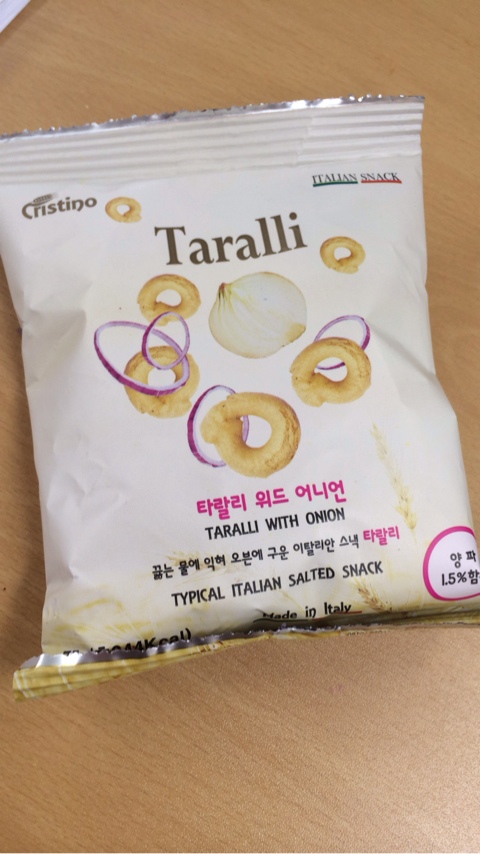 ITALIAN SNACK
Cristino
Taralli
타랄리 위드 어니언
TARALLI WITH ONION
끓는 물에 익혀 오븐에 구운 이탈리안 스낵 타랄리
TYPICAL ITALIAN SALTED SNACK
양 파
1.5%함
Made in Italy